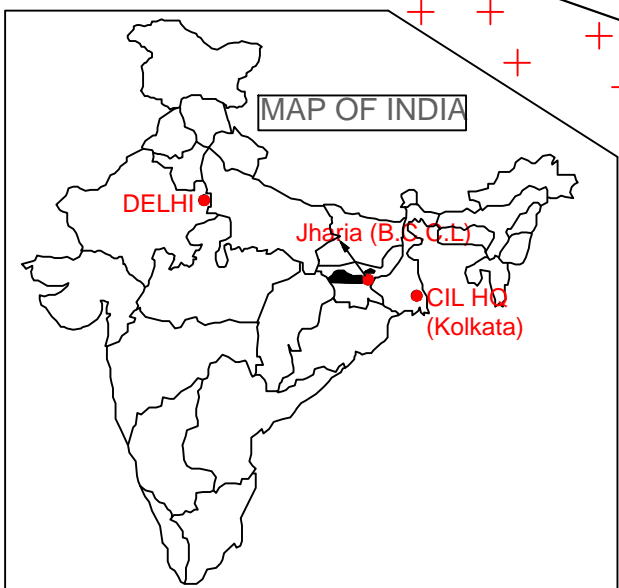 MAP OF INDIA
DELHI
Jharia (B.C.C.L)
CIL HQ
(Kolkata)